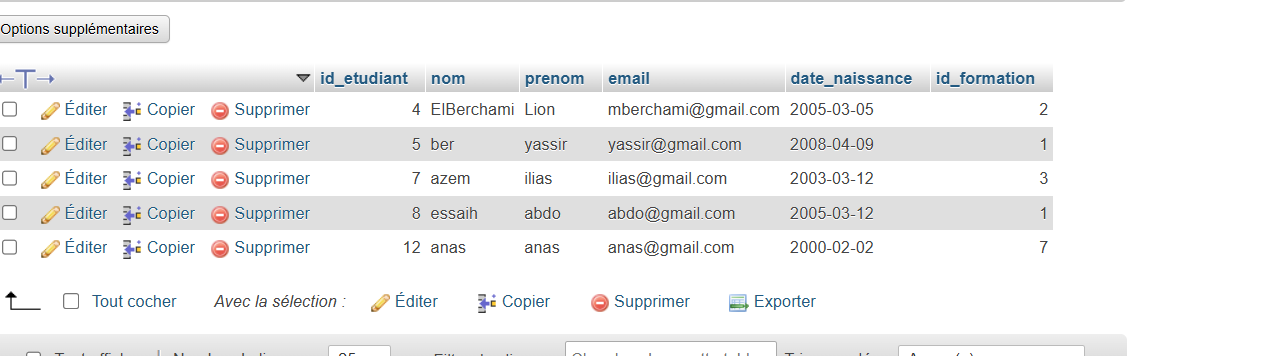 Options supplémentaires
←T→ id_etudiant nom prenom email date_naissance id_formation
Éditer Copier Supprimer 4 ElBerchami Lion mberchami@gmail.com 2005-03-05 2
Éditer Copier Supprimer 5 ber yassir yassir@gmail.com 2008-04-09 1
Éditer Copier Supprimer 7 azem ilias ilias@gmail.com 2003-03-12 3
Éditer Copier Supprimer 8 essaih abdo abdo@gmail.com 2005-03-12 1
Éditer Copier Supprimer 12 anas anas anas@gmail.com 2000-02-02 7
Tout cocher Avec la sélection : Éditer Copier Supprimer Exporter